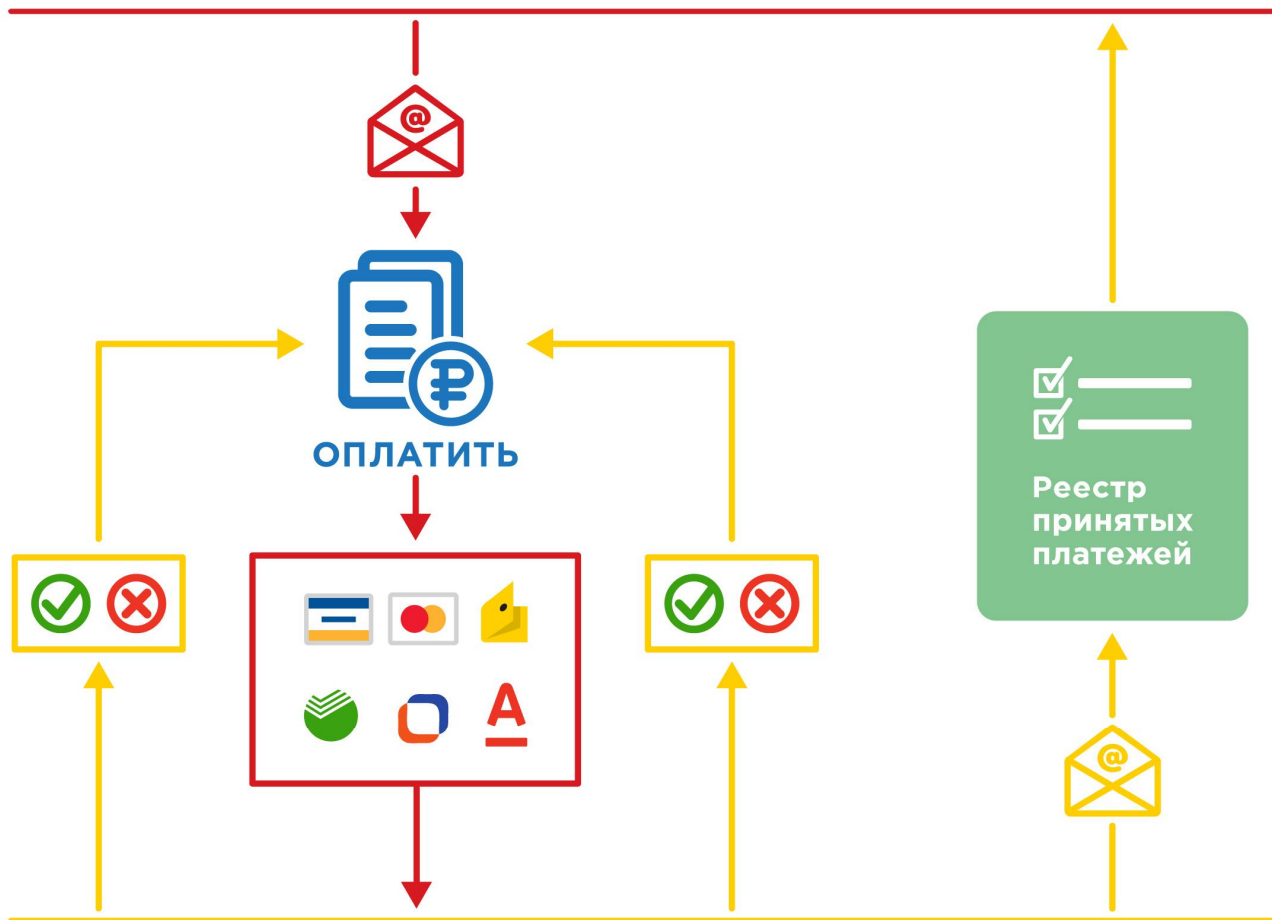 @
ОПЛАТИТЬ
Реестр
принятых
платежей
А
@